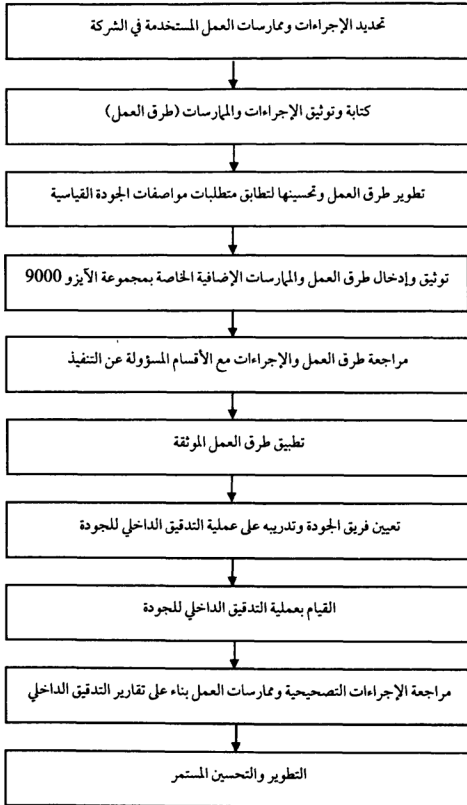 تحديد الإجراءات وممارسات العمل المستخدمة في الشركة
كتابة وتوثيق الإجراءات والممارسات (طرق العمل)
تطوير طرق العمل وتحسينها لتطابق متطلبات مواصفات الجودة القياسية
توثيق وإدخال طرق العمل والممارسات الإضافية الخاصة بمجموعة الآيزو 9000
مراجعة طرق العمل والإجراءات مع الأقسام المسؤولة عن التنفيذ
تطبيق طرق العمل الموثقة
تعيين فريق الجودة وتدريبه على عملية التدقيق الداخلي للجودة
القيام بعملية التدقيق الداخلي للجودة
مراجعة الإجراءات التصحيحية وممارسات العمل بناء على تقارير التدقيق الداخلي
التطوير والتحسين المستمر